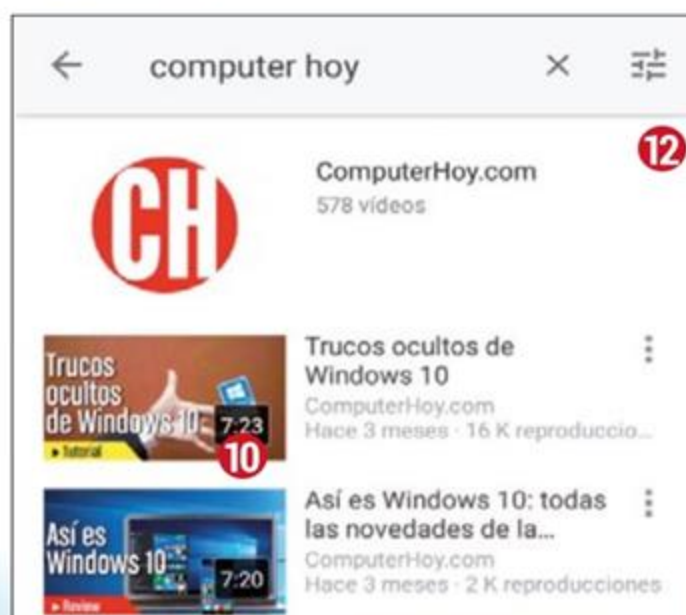 computer hoy
12
CH
ComputerHoy.com
578 vídeos
Trucos
ocultos
de Windows 10
Tutorial
7:23
10
Trucos ocultos de
Windows 10
ComputerHoy.com
Hace 3 meses · 16 K reproduccio...
Así es
Windows 10
Review
7:20
Así es Windows 10: todas
las novedades de la...
ComputerHoy.com
Hace 3 meses · 2 K reproducciones